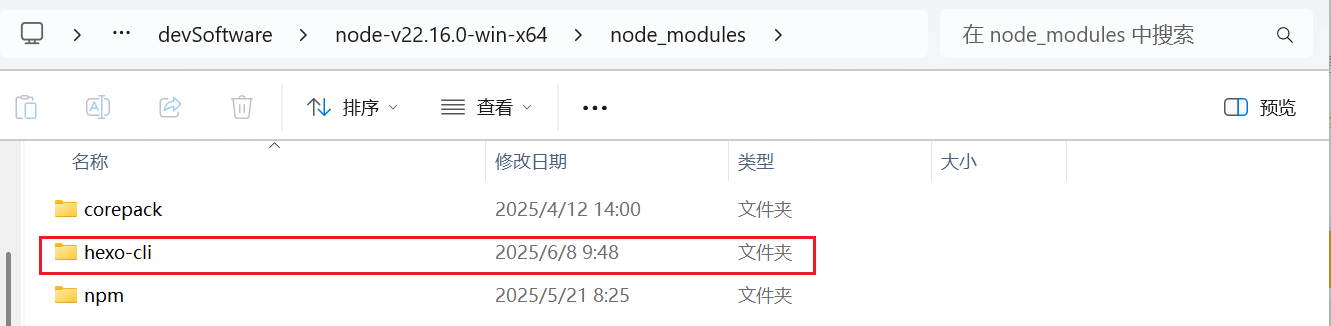 … devSoftware node-v22.16.0-win-x64 node_modules 在 node_modules 中搜索
排序 查看 … 预览
名称 修改日期 类型 大小
corepack 2025/4/12 14:00 文件夹
hexo-cli 2025/6/8 9:48 文件夹
npm 2025/5/21 8:25 文件夹